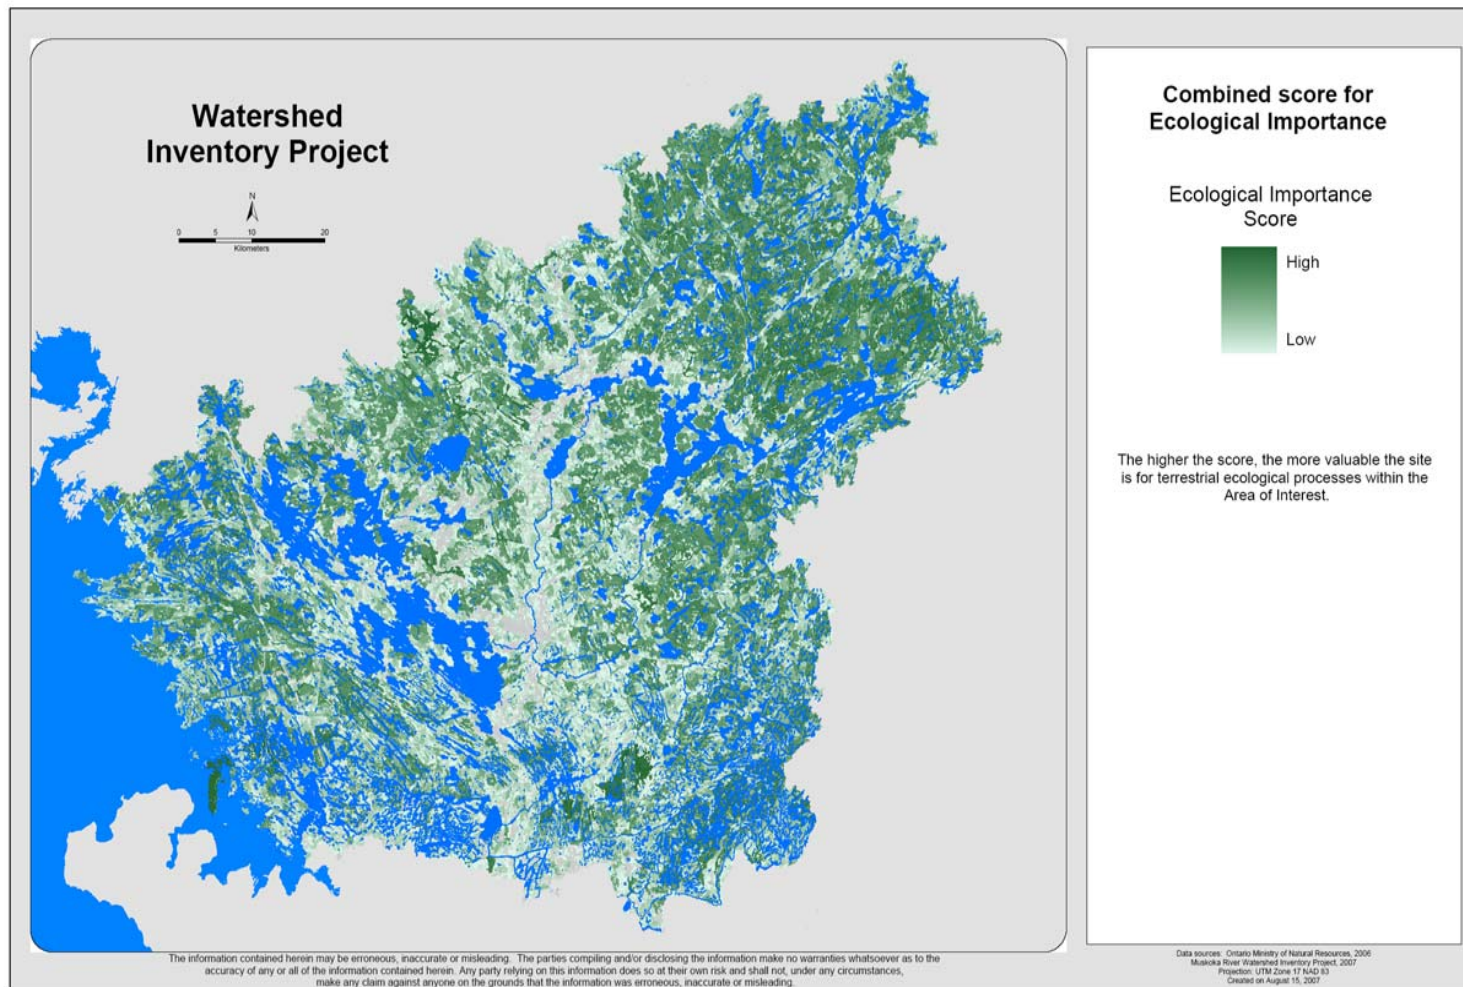 Watershed
Inventory Project
N
0 5 10 20
Kilometers
Combined score for
Ecological Importance
Ecological Importance
Score
High
Low
The higher the score, the more valuable the site
is for terrestrial ecological processes within the
Area of Interest.
The information contained herein may be erroneous, inaccurate or misleading. The parties compiling and/or disclosing the information make no warranties whatsoever as to the
accuracy of any or all of the information contained herein. Any party relying on this information does so at their own risk and shall not, under any circumstances,
make any claim against anyone on the grounds that the information was erroneous, inaccurate or misleading.
Data sources: Ontario Ministry of Natural Resources, 2006
Muskoka River Watershed Inventory Project, 2007
Projection: UTM Zone 17 NAD 83
Created on August 15, 2007